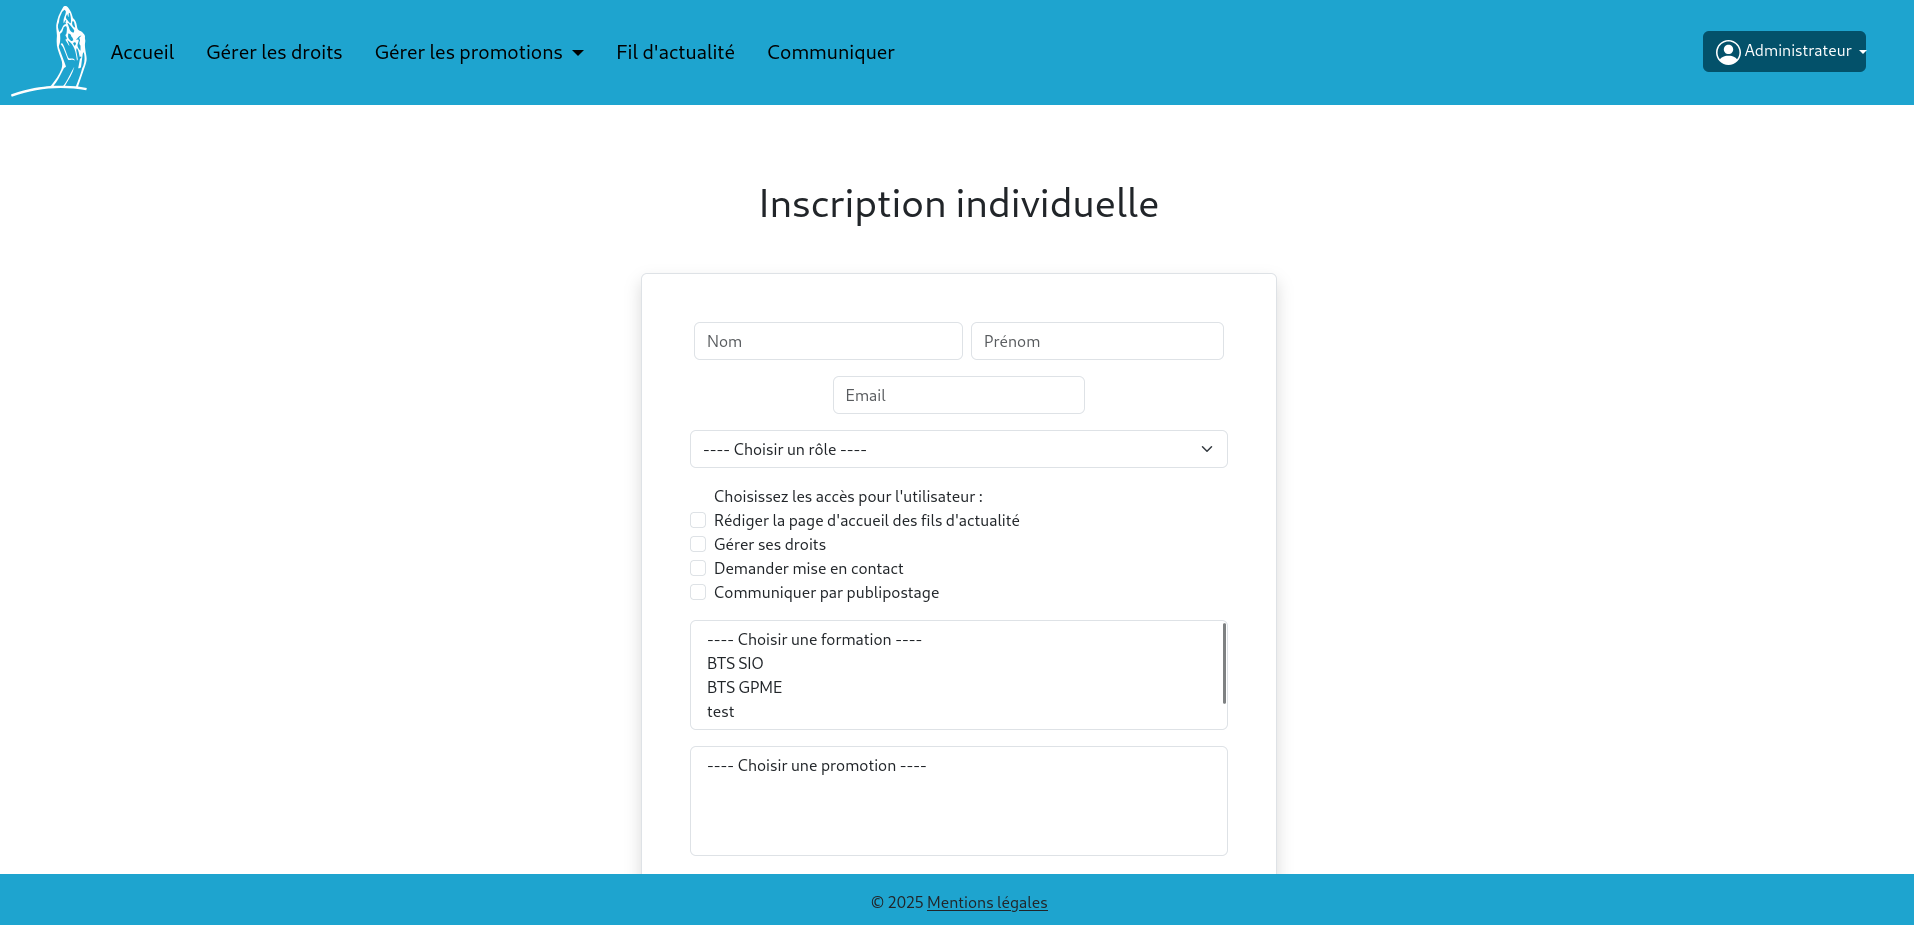 Accueil Gérer les droits Gérer les promotions Fil d'actualité Communiquer Administrateur
Inscription individuelle
Nom Prénom
Email
---- Choisir un rôle ----
Choisissez les accès pour l'utilisateur :
Rédiger la page d'accueil des fils d'actualité
Gérer ses droits
Demander mise en contact
Communiquer par publipostage
---- Choisir une formation ----
BTS SIO
BTS GPME
test
---- Choisir une promotion ----
© 2025 Mentions légales